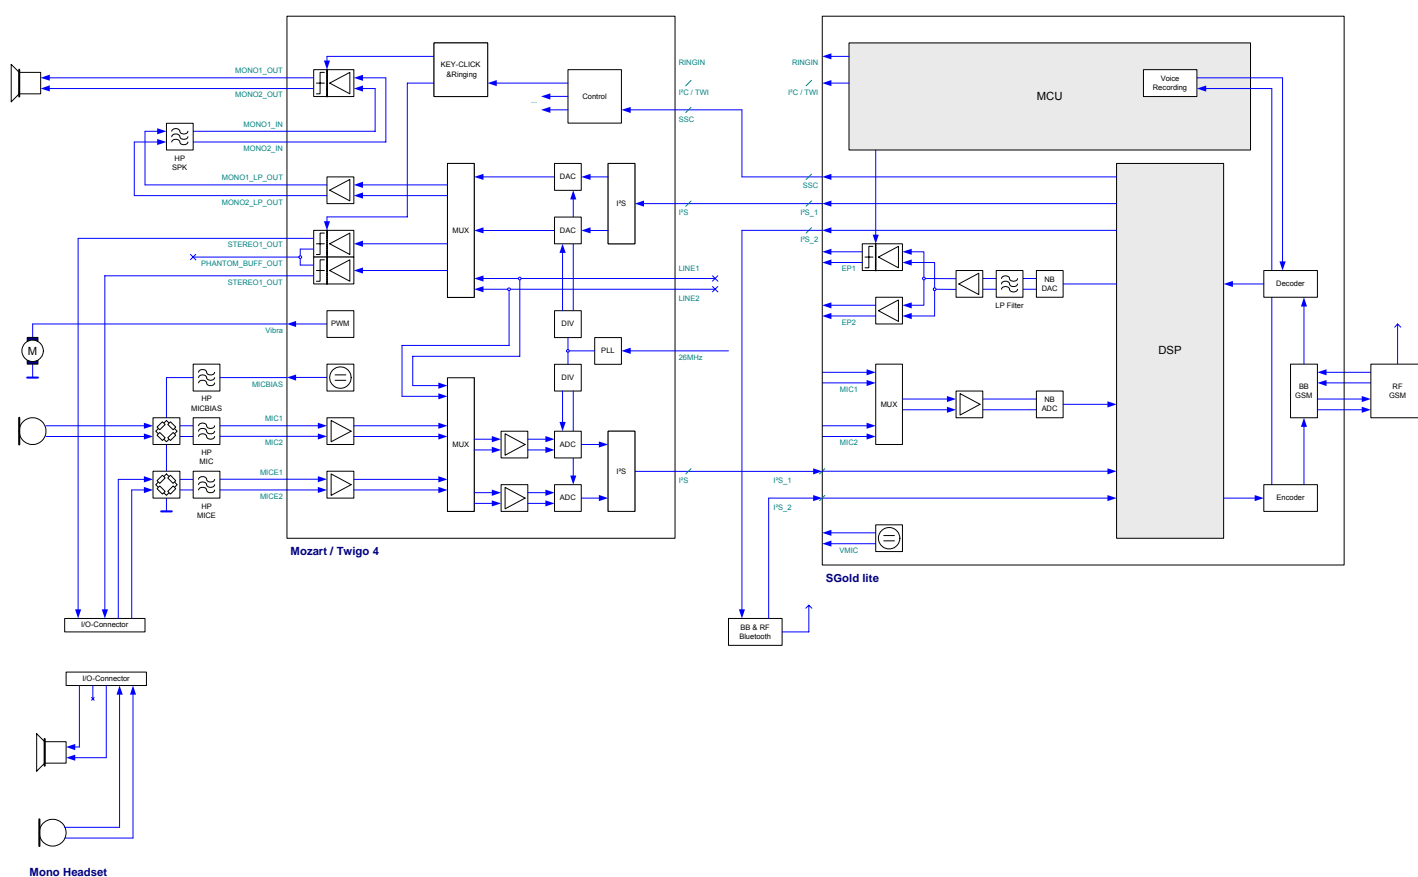 MONO1_OUT
MONO2_OUT
MONO1_IN
MONO2_IN
HP
SPK
MONO1_LP_OUT
MONO2_LP_OUT
STEREO1_OUT
PHANTOM_BUFF_OUT
STEREO1_OUT
Vibra
M
MICBIAS
HP
MICBIAS
MIC1
MIC2
HP
MIC
MICE1
MICE2
HP
MICE
KEY-CLICK
&Ringing
Control
...
MUX
DAC
DAC
I²S
DIV
PLL
DIV
PWM
MUX
ADC
ADC
I²S
Mozart / Twigo 4
RINGIN
I²C / TWI
SSC
I²S
LINE1
LINE2
26MHz
I²S
RINGIN
I²C / TWI
SSC
I²S_1
I²S_2
EP1
EP2
MIC1
MIC2
I²S_1
I²S_2
VMIC
MCU
Voice
Recording
LP Filter
NB
DAC
MUX
NB
ADC
DSP
Decoder
BB
GSM
RF
GSM
Encoder
SGold lite
I/O-Connector
BB & RF
Bluetooth
I/O-Connector
Mono Headset